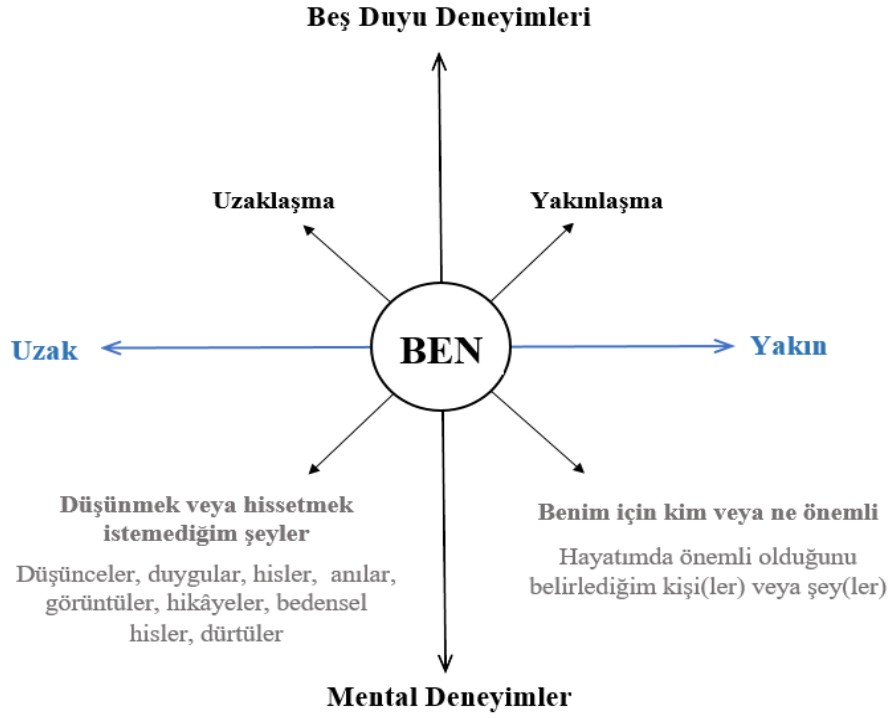 Beş Duyu Deneyimleri
Uzaklaşma
Yakınlaşma
Uzak
BEN
Yakın
Düşünmek veya hissetmek
istemediğim şeyler
Düşünceler, duygular, hisler, anılar,
görüntüler, hikâyeler, bedensel
hisler, dürtüler
Benim için kim veya ne önemli
Hayatımda önemli olduğunu
belirlediğim kişi(ler) veya şey(ler)
Mental Deneyimler